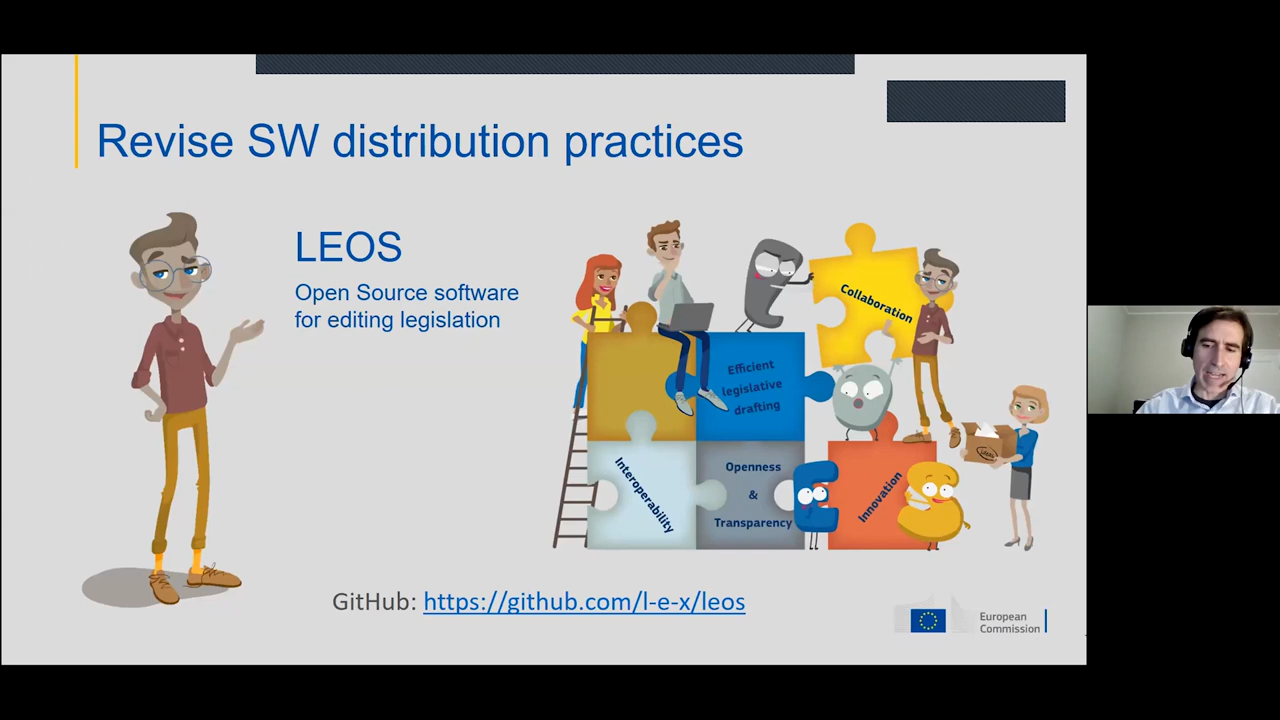 Revise SW distribution practices
LEOS
Open Source software
for editing legislation
Collaboration
Efficient
legislative
drafting
Interoperability
Openness
&
Transparency
Innovation
GitHub: https://github.com/l-e-x/leos
European
Commission